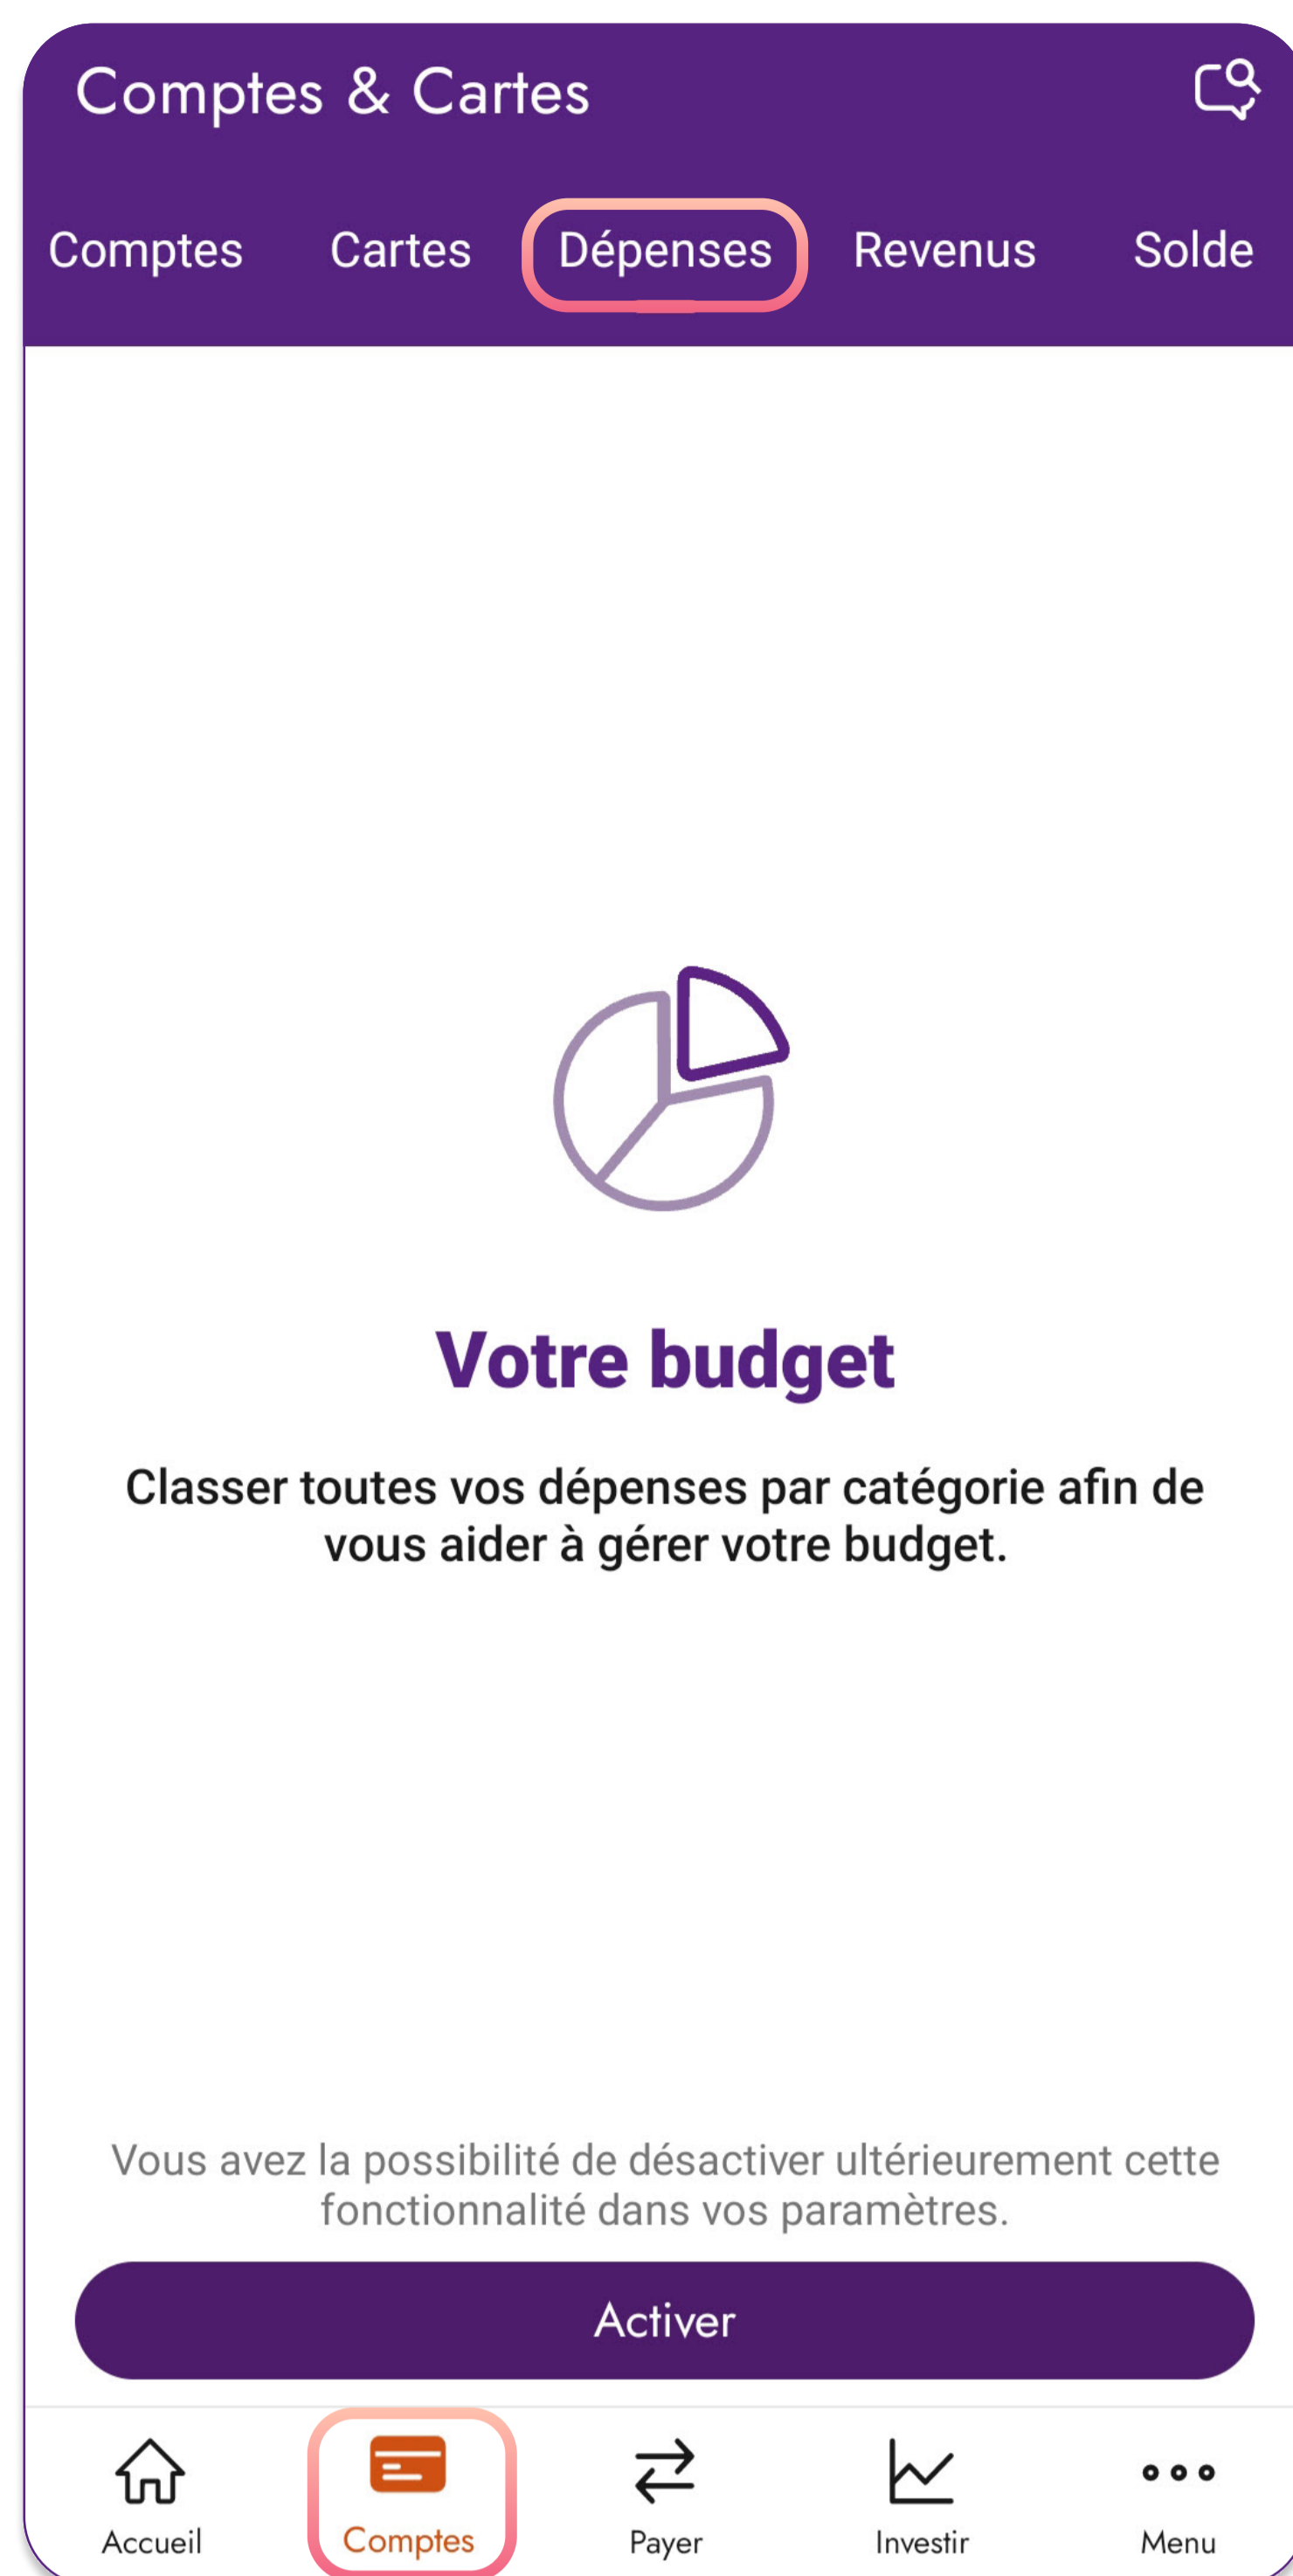 Comptes & Cartes
Comptes Cartes Dépenses Revenus Solde
Votre budget
Classer toutes vos dépenses par catégorie afin de
vous aider à gérer votre budget.
Vous avez la possibilité de désactiver ultérieurement cette
fonctionnalité dans vos paramètres.
Activer
Accueil Comptes Payer Investir Menu